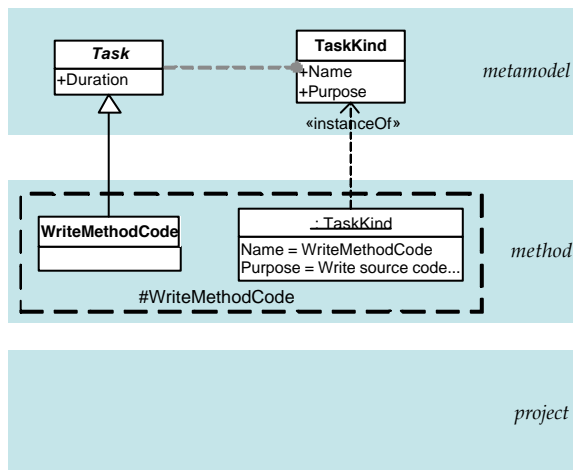 Task
+Duration
TaskKind
+Name
+Purpose
metamodel
«instanceOf»
WriteMethodCode
: TaskKind
Name = WriteMethodCode
Purpose = Write source code...
method
#WriteMethodCode
project